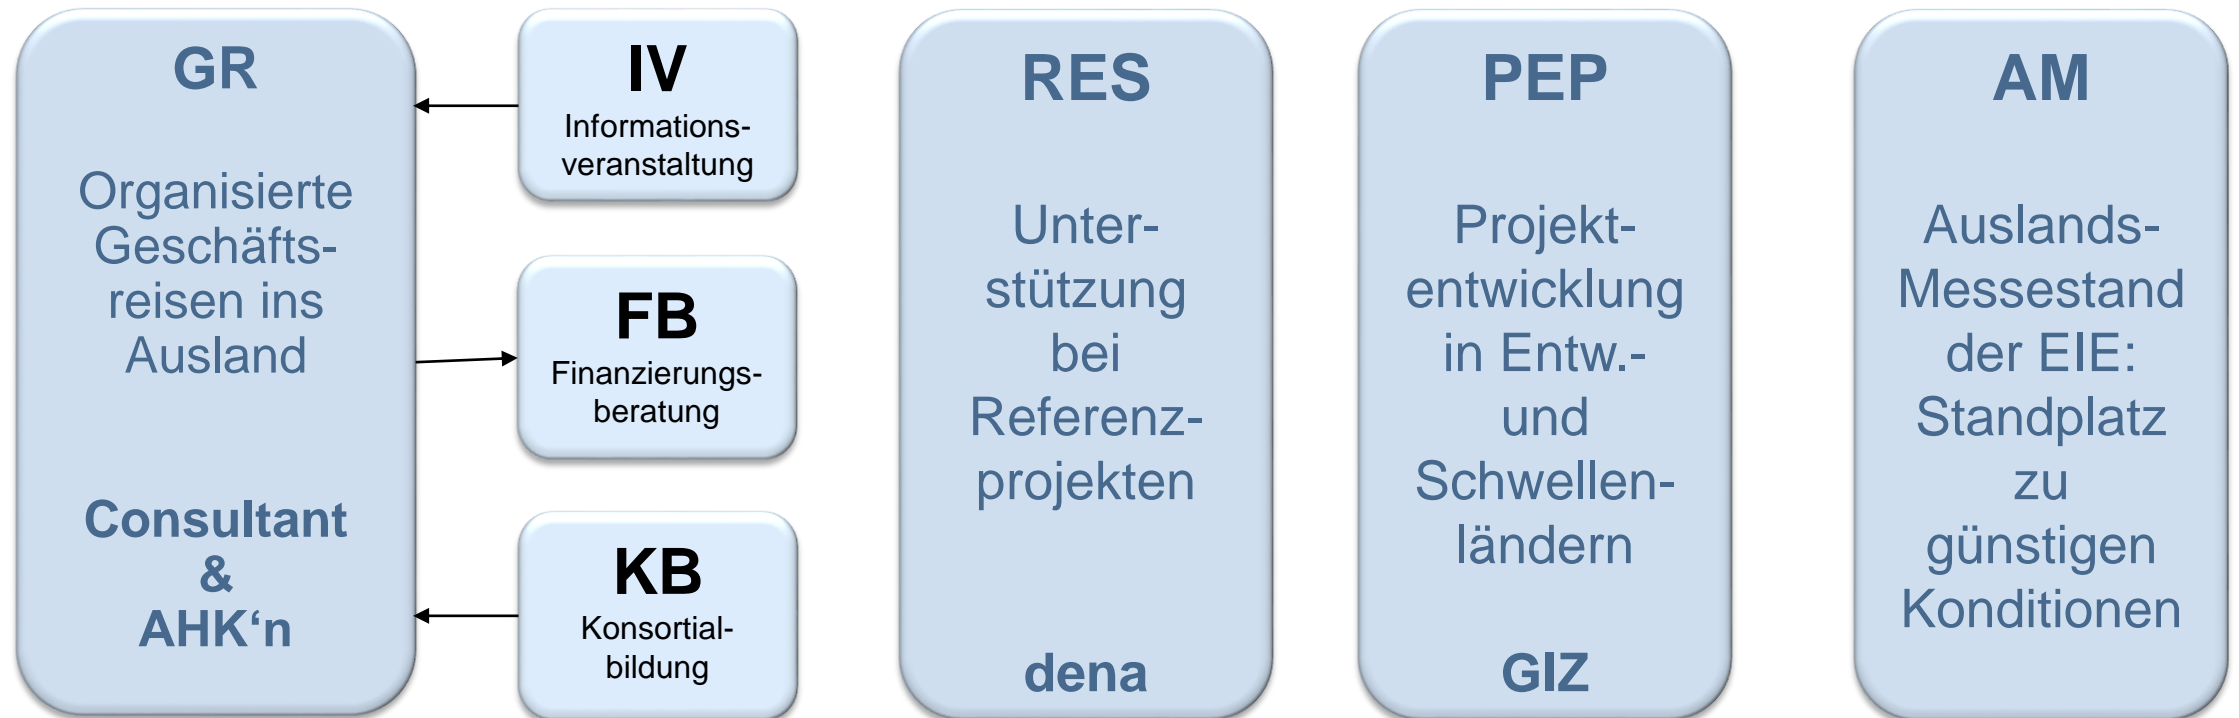 GR
Organisierte
Geschäfts-
reisen ins
Ausland
Consultant
&
AHK‘n
IV
Informations-
veranstaltung
FB
Finanzierungs-
beratung
KB
Konsortial-
bildung
RES
Unter-
stützung
bei
Referenz-
projekten
dena
PEP
Projekt-
entwicklung
in Entw.-
und
Schwellen-
ländern
GIZ
AM
Auslands-
Messestand
der EIE:
Standplatz
zu
günstigen
Konditionen